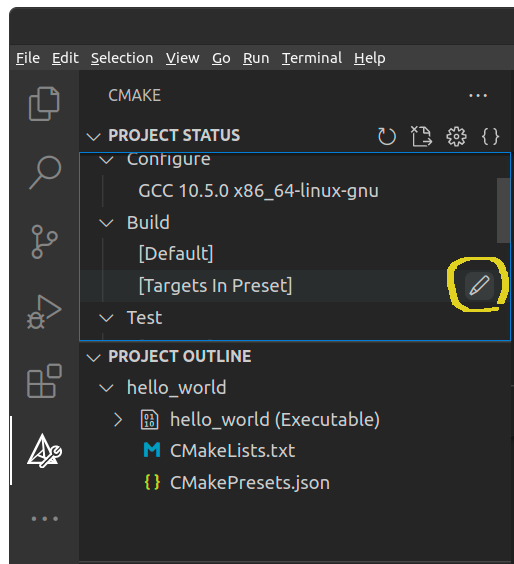 File Edit Selection View Go Run Terminal Help
CMAKE
PROJECT STATUS
Configure
GCC 10.5.0 x86_64-linux-gnu
Build
[Default]
[Targets In Preset]
Test
PROJECT OUTLINE
hello_world
hello_world (Executable)
CMakeLists.txt
CMakePresets.json